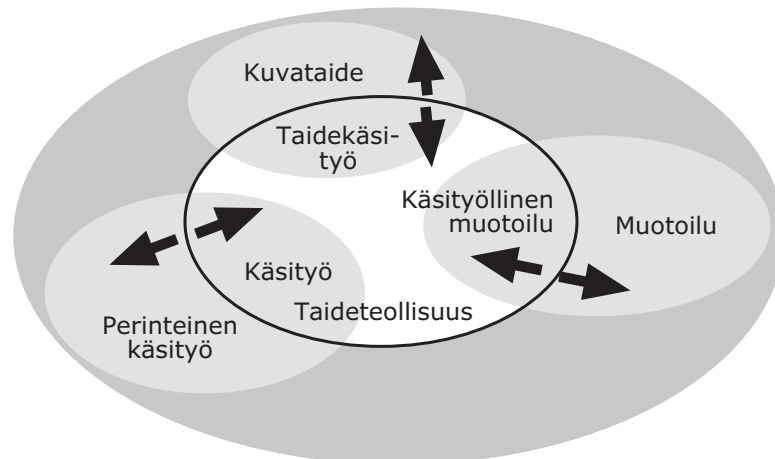 Kuvataide
Taidekäsi-
työ
Käsityöllinen
muotoilu
Muotoilu
Käsityö
Taideteollisuus
Perinteinen
käsityö